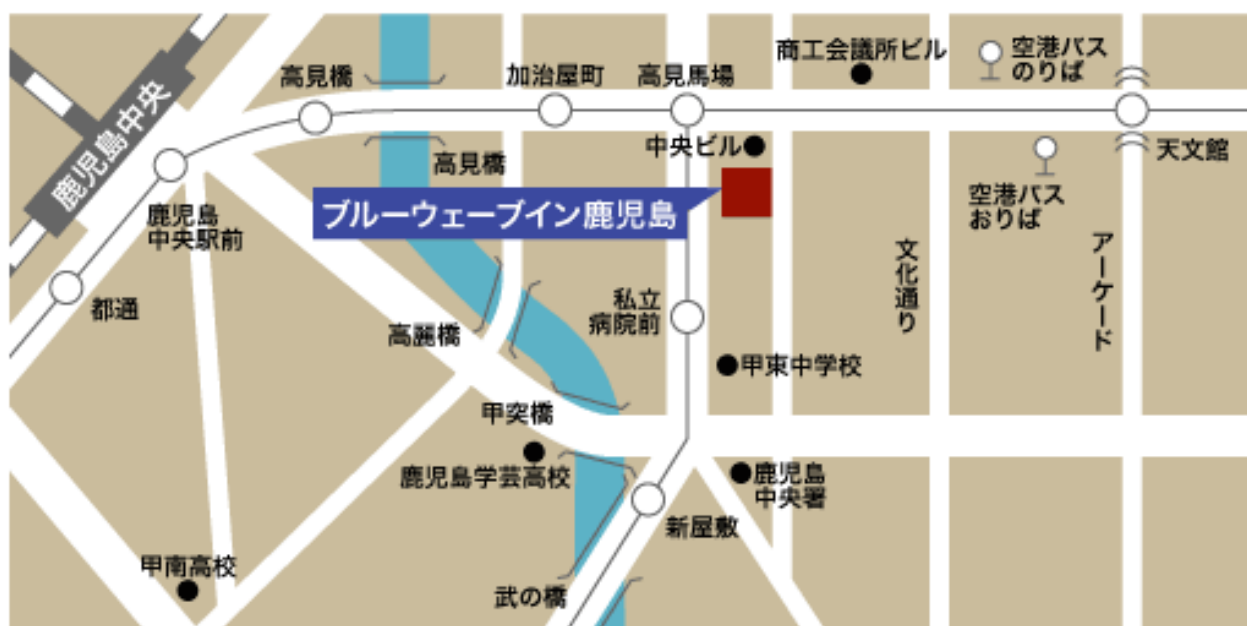 商工会議所ビル
空港バス
のりば
高見橋
加治屋町
高見馬場
鹿児島中央
高見橋
中央ビル
天文館
空港バス
おりば
ブルーウェーブイン鹿児島
鹿児島
中央駅前
文化通り
アーケード
都通
私立
病院前
高麗橋
甲東中学校
甲突橋
鹿児島学芸高校
鹿児島
中央署
新屋敷
甲南高校
武の橋